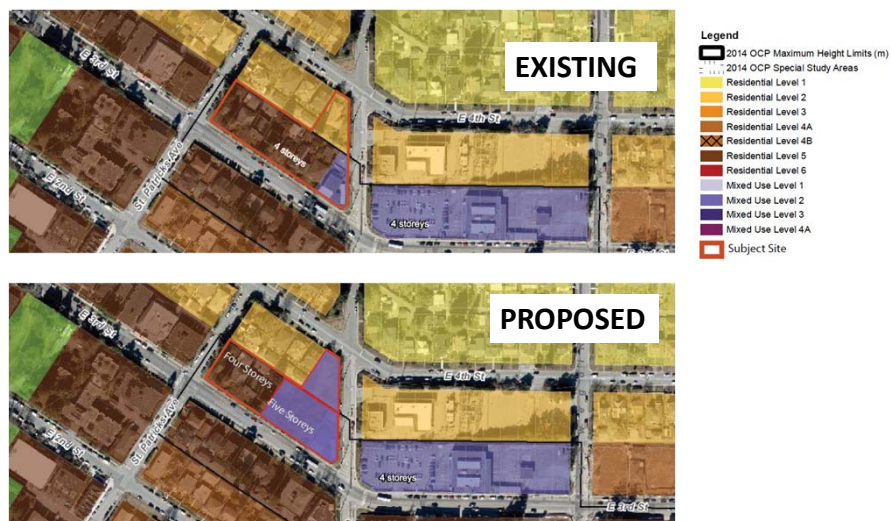 EXISTING
E 3rd St
E 2nd St
St. Patricks Ave
4 storeys
E 4th St
4 storeys
Legend
2014 OCP Maximum Height Limits (m)
2014 OCP Special Study Areas
Residential Level 1
Residential Level 2
Residential Level 3
Residential Level 4A
Residential Level 4B
Residential Level 5
Residential Level 6
Mixed Use Level 1
Mixed Use Level 2
Mixed Use Level 3
Mixed Use Level 4A
Subject Site
PROPOSED
E 3rd St
E 2nd St
St. Patricks Ave
Four Storeys
Five Storeys
E 4th St
4 storeys
E 3rd St